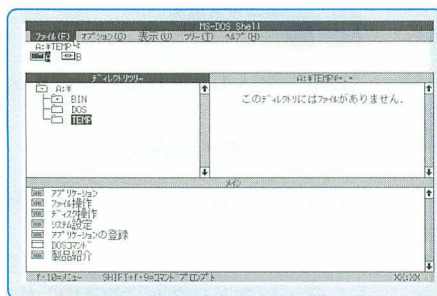 MS-DOS Shell
ファイル(F) オプション(O) 表示(V) ツリー(T) ヘルプ(H)
A:¥TEMP
A B
ディレクトリツリー
A:¥
BIN
DOS
TEMP
A:¥TEMP¥*.*
このディレクトリにはファイルがありません.
メイン
アプリケーション
ファイル操作
ディスク操作
システム設定
アプリケーションの登録
DOSコマンド
製品紹介
f・10=メニュー SHIFT+f・9=コマンド プロンプト XX:XX